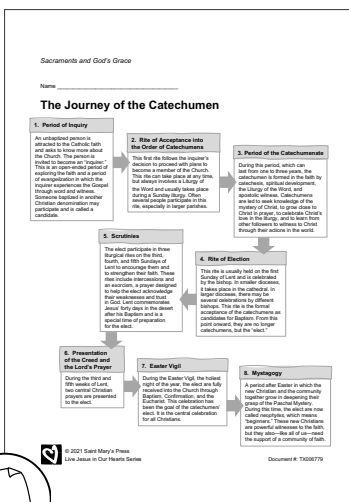 Sacraments and God's Grace
Name
The Journey of the Catechumen
1. Period of Inquiry
An unbaptized person is
attracted to the Catholic faith
and asks to know more about
the Church. The person is
invited to become an "inquirer."
This is an open-ended period of
exploring the faith and a period
of evangelization in which the
inquirer experiences the Gospel
through word and witness.
Someone baptized in another
Christian denomination may
participate and is called a
candidate.
2. Rite of Acceptance into
the Order of Catechumens
This first rite follows the inquirer's
decision to proceed with plans to
become a member of the Church.
This rite can take place at any time,
but always involves a Liturgy of
the Word and usually takes place
during a Sunday liturgy. Often
several people participate in this
rite, especially in larger parishes.
3. Period of the Catechumenate
During this period, which can
last from one to three years, the
catechumen is formed in the faith by
catechesis, spiritual development,
the Liturgy of the Word, and
apostolic witness. Catechumens
are led to seek knowledge of the
mystery of Christ, to grow close to
Christ in prayer, to celebrate Christ's
love in the liturgy, and to learn from
other followers to witness to Christ
through their actions in the world.
4. Rite of Election
This rite is usually held on the first
Sunday of Lent and is celebrated
by the bishop. In smaller dioceses,
it takes place in the cathedral. In
larger dioceses, there may be
several celebrations by different
bishops. This rite is the formal
acceptance of the catechumens as
candidates for Baptism. From this
point onward, they are no longer
catechumens, but the "elect."
5. Scrutinies
The elect participate in three
liturgical rites on the third,
fourth, and fifth Sundays of
Lent to encourage them and
to strengthen their faith. These
rites include intercessions and
an exorcism, a prayer designed
to help the elect acknowledge
their weaknesses and trust
in God. Lent commemorates
Jesus' forty days in the desert
after his Baptism and is a
special time of preparation
for the elect.
6. Presentation
of the Creed and
the Lord's Prayer
During the third and
fifth weeks of Lent,
two central Christian
prayers are presented
to the elect.
7. Easter Vigil
During the Easter Vigil, the holiest
night of the year, the elect are fully
received into the Church through
Baptism, Confirmation, and the
Eucharist. This celebration has
been the goal of the catechumens/
elect. It is the central celebration
for all Christians.
8. Mystagogy
A period after Easter in which the
new Christian and the community
together grow in deepening their
grasp of the Paschal Mystery.
During this time, the elect are now
called neophytes, which means
"beginners." These new Christians
are powerful witnesses to the faith,
but they also—like all of us—need
the support of a community of faith.
© 2021 Saint Mary's Press
Live Jesus in Our Hearts Series
Document #: TX006779